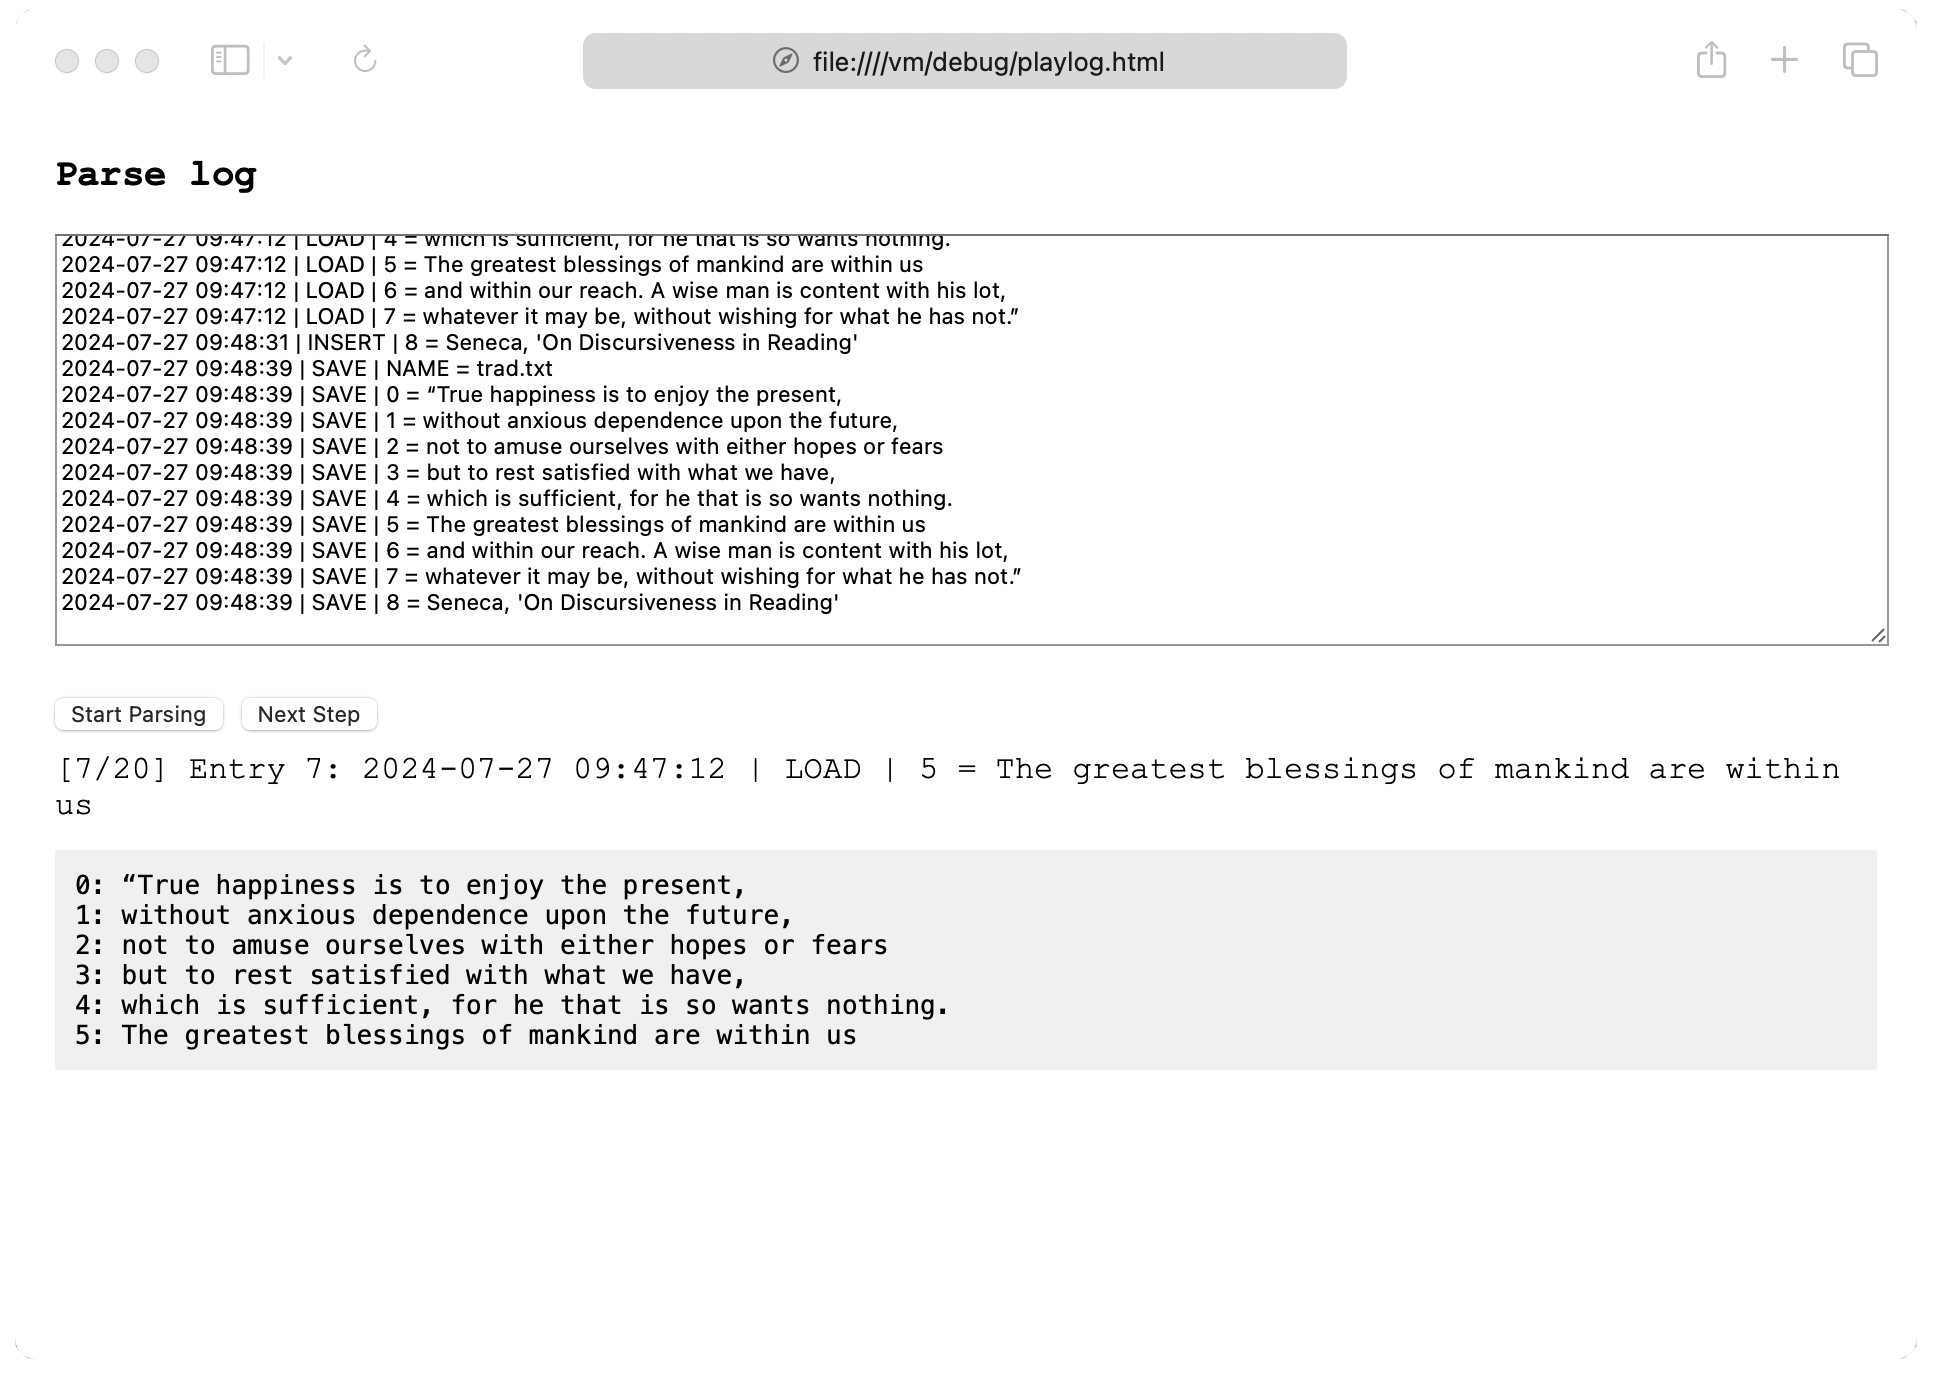 file:////vm/debug/playlog.html
Parse log
2024-07-27 09:47:12 | LOAD | 4 = which is sufficient, for he that is so wants nothing.
2024-07-27 09:47:12 | LOAD | 5 = The greatest blessings of mankind are within us
2024-07-27 09:47:12 | LOAD | 6 = and within our reach. A wise man is content with his lot,
2024-07-27 09:47:12 | LOAD | 7 = whatever it may be, without wishing for what he has not.”
2024-07-27 09:48:31 | INSERT | 8 = Seneca, 'On Discursiveness in Reading'
2024-07-27 09:48:39 | SAVE | NAME = trad.txt
2024-07-27 09:48:39 | SAVE | 0 = “True happiness is to enjoy the present,
2024-07-27 09:48:39 | SAVE | 1 = without anxious dependence upon the future,
2024-07-27 09:48:39 | SAVE | 2 = not to amuse ourselves with either hopes or fears
2024-07-27 09:48:39 | SAVE | 3 = but to rest satisfied with what we have,
2024-07-27 09:48:39 | SAVE | 4 = which is sufficient, for he that is so wants nothing.
2024-07-27 09:48:39 | SAVE | 5 = The greatest blessings of mankind are within us
2024-07-27 09:48:39 | SAVE | 6 = and within our reach. A wise man is content with his lot,
2024-07-27 09:48:39 | SAVE | 7 = whatever it may be, without wishing for what he has not.”
2024-07-27 09:48:39 | SAVE | 8 = Seneca, 'On Discursiveness in Reading'
Start Parsing Next Step
[7/20] Entry 7: 2024-07-27 09:47:12 | LOAD | 5 = The greatest blessings of mankind are within
us
0: “True happiness is to enjoy the present,
1: without anxious dependence upon the future,
2: not to amuse ourselves with either hopes or fears
3: but to rest satisfied with what we have,
4: which is sufficient, for he that is so wants nothing.
5: The greatest blessings of mankind are within us